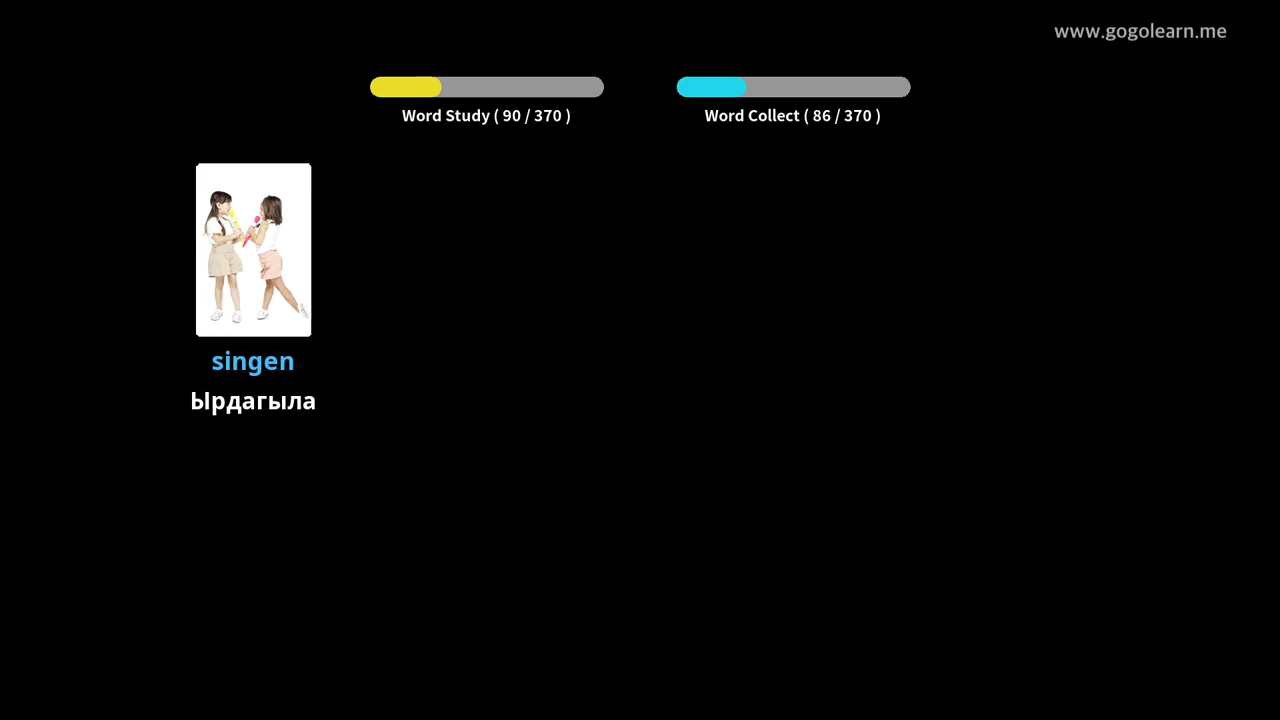 www.gogolearn.me
Word Study ( 90 / 370 )
Word Collect ( 86 / 370 )
singen
Ырдагыла